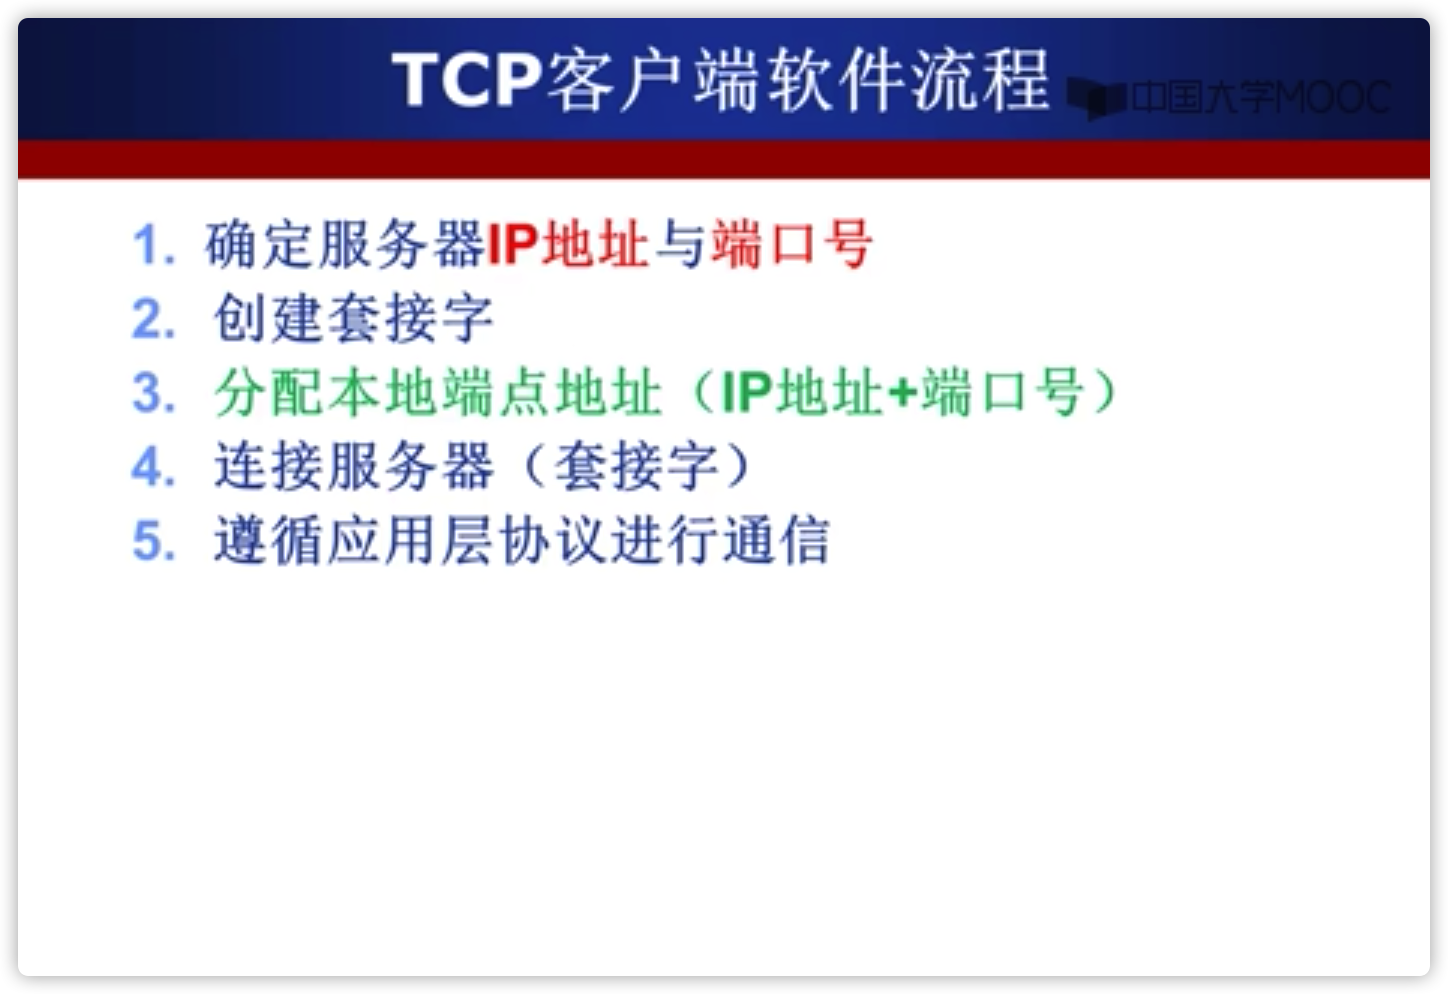 TCP客户端软件流程
中国大学MOOC
1. 确定服务器IP地址与端口号
2. 创建套接字
3. 分配本地端点地址（IP地址+端口号）
4. 连接服务器（套接字）
5. 遵循应用层协议进行通信